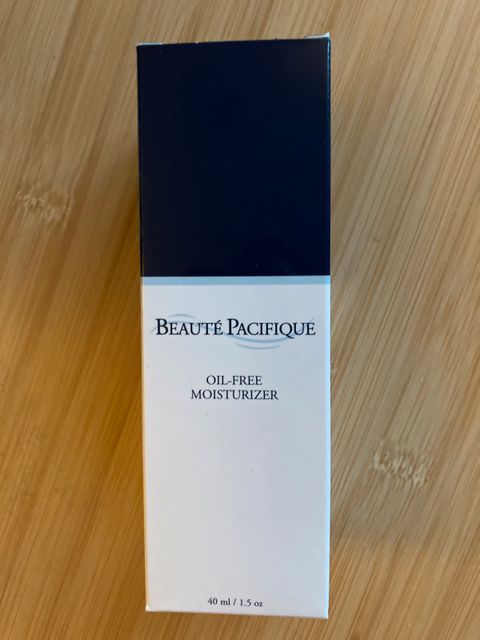 BEAUTÉ PACIFIQUE
OIL-FREE
MOISTURIZER
40 ml / 1.5 oz